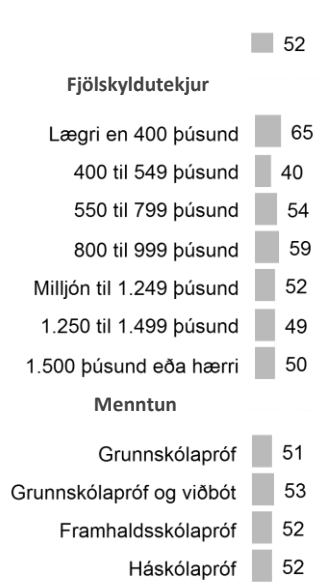 52
Fjölskyldutekjur
Lægri en 400 þúsund 65
400 til 549 þúsund 40
550 til 799 þúsund 54
800 til 999 þúsund 59
Milljón til 1.249 þúsund 52
1.250 til 1.499 þúsund 49
1.500 þúsund eða hærri 50
Menntun
Grunnskólapróf 51
Grunnskólapróf og viðbót 53
Framhaldsskólapróf 52
Háskólapróf 52